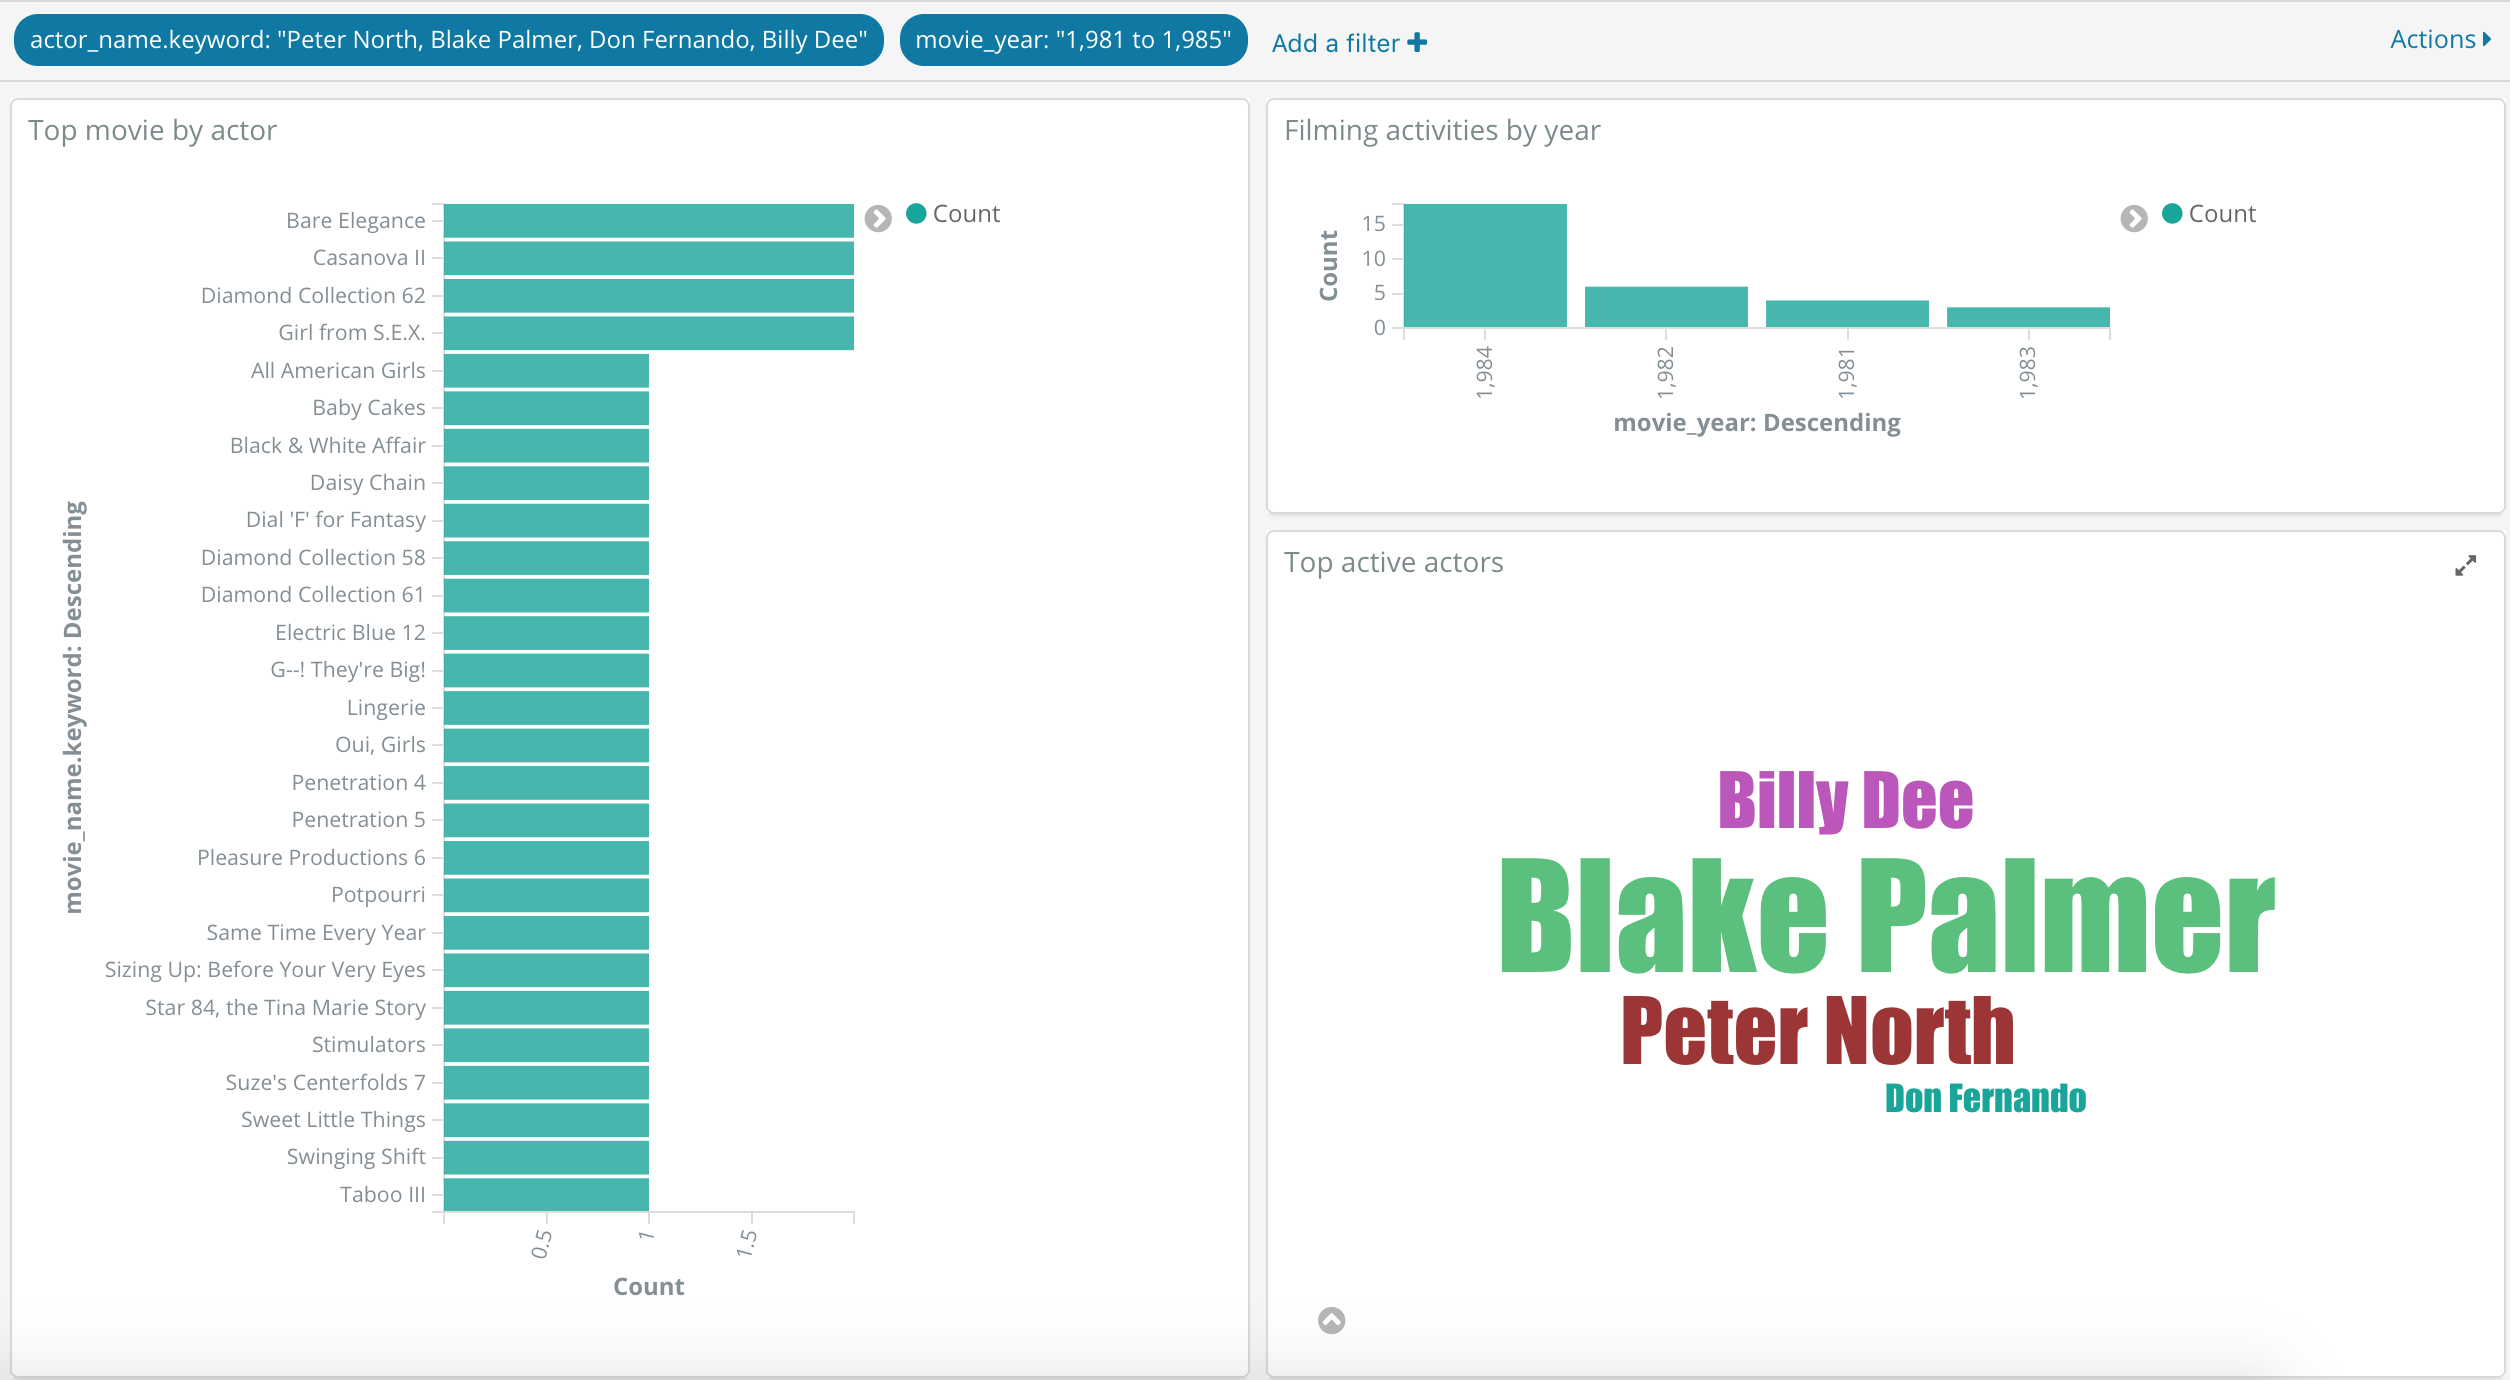 actor_name.keyword: "Peter North, Blake Palmer, Don Fernando, Billy Dee"
movie_year: "1,981 to 1,985"
Add a filter
Actions
Top movie by actor
movie_name.keyword: Descending
Bare Elegance
Casanova II
Diamond Collection 62
Girl from S.E.X.
All American Girls
Baby Cakes
Black & White Affair
Daisy Chain
Dial 'F' for Fantasy
Diamond Collection 58
Diamond Collection 61
Electric Blue 12
G--! They're Big!
Lingerie
Oui, Girls
Penetration 4
Penetration 5
Pleasure Productions 6
Potpourri
Same Time Every Year
Sizing Up: Before Your Very Eyes
Star 84, the Tina Marie Story
Stimulators
Suze's Centerfolds 7
Sweet Little Things
Swinging Shift
Taboo III
0.5
1
1.5
Count
Count
Filming activities by year
Count
15
10
5
0
1,984
1,982
1,981
1,983
movie_year: Descending
Count
Top active actors
Billy Dee
Blake Palmer
Peter North
Don Fernando